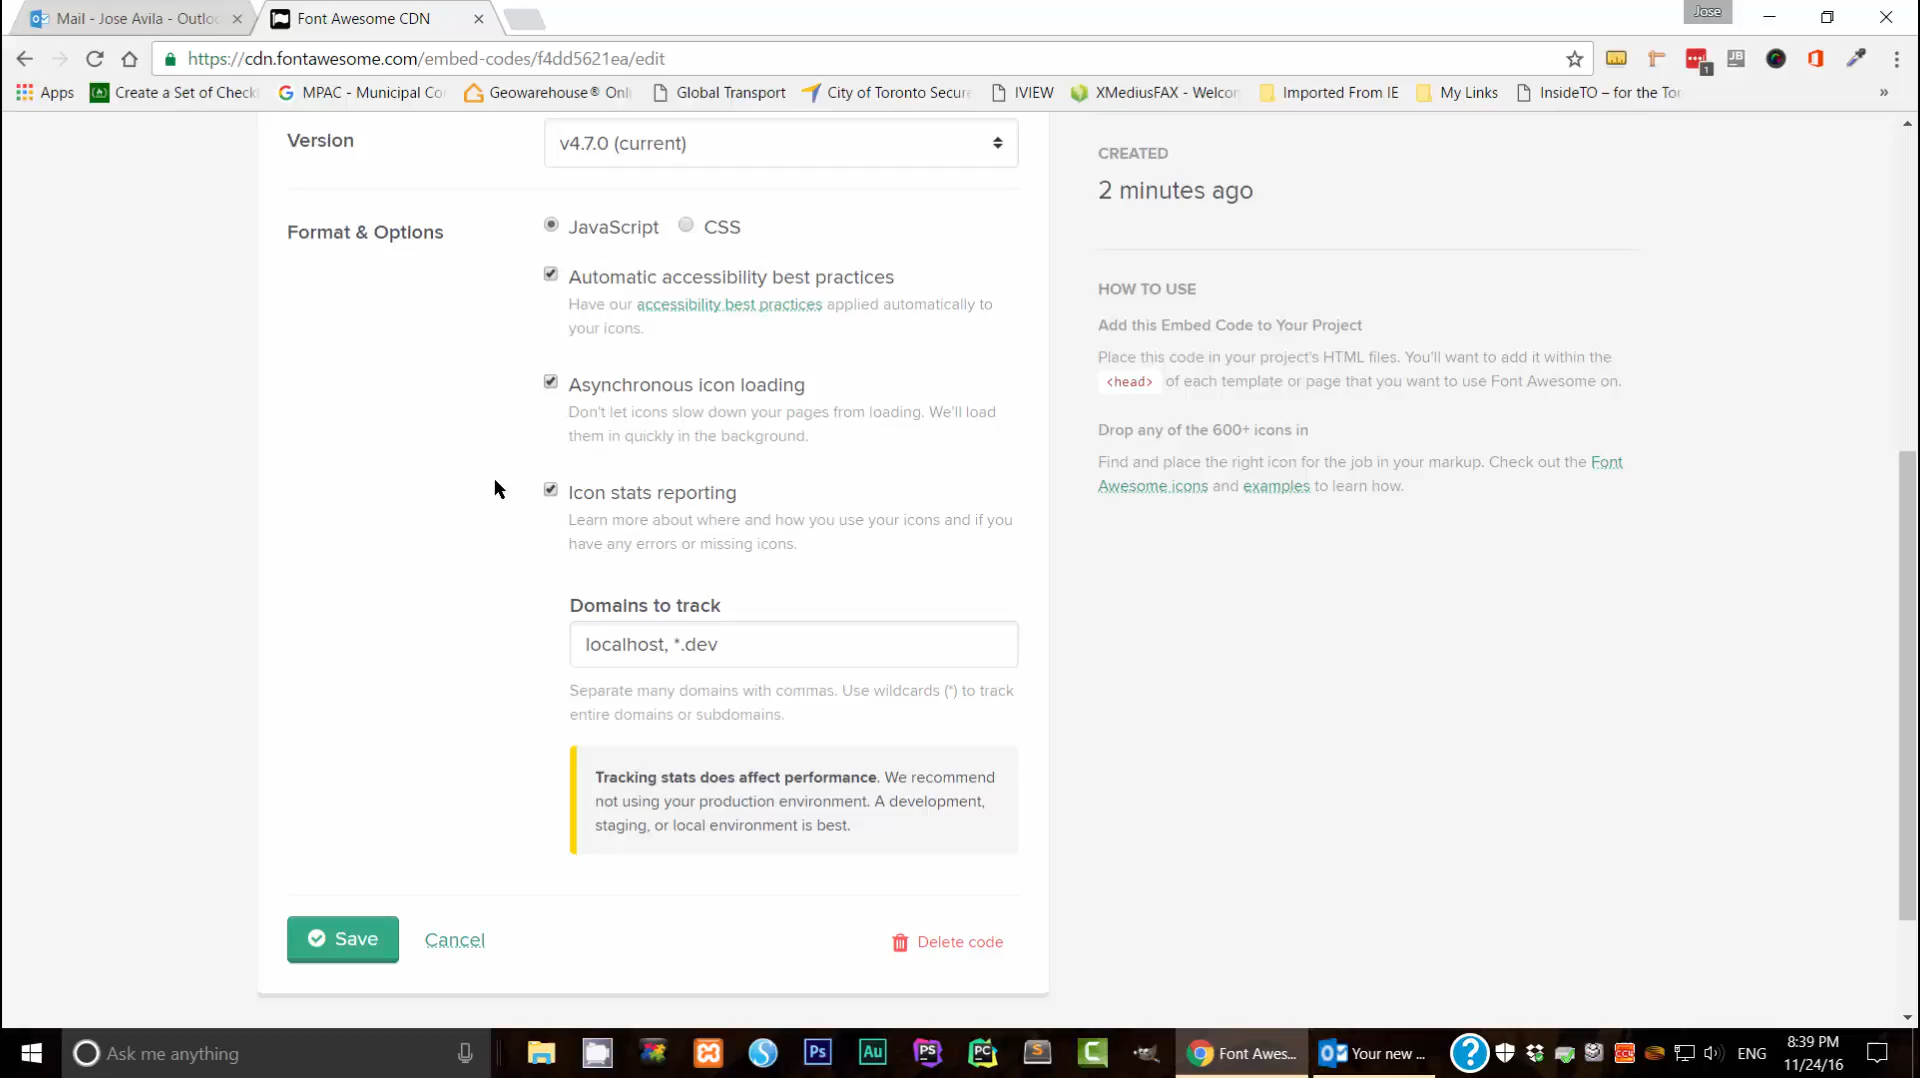 Mail - Jose Avila - Outlo
Font Awesome CDN
Jose
https://cdn.fontawesome.com/embed-codes/f4dd5621ea/edit
1
JB
Apps
Create a Set of Check
MPAC - Municipal Co
Geowarehouse® Onl
Global Transport
City of Toronto Secure
IVIEW
XMediusFAX - Welcom
Imported From IE
My Links
InsideTO – for the Tor
»
Version
v4.7.0 (current)
Format & Options
JavaScript
CSS
Automatic accessibility best practices
Have our accessibility best practices applied automatically to
your icons.
Asynchronous icon loading
Don't let icons slow down your pages from loading. We'll load
them in quickly in the background.
Icon stats reporting
Learn more about where and how you use your icons and if you
have any errors or missing icons.
Domains to track
localhost, *.dev
Separate many domains with commas. Use wildcards (*) to track
entire domains or subdomains.
Tracking stats does affect performance. We recommend
not using your production environment. A development,
staging, or local environment is best.
Save
Cancel
Delete code
CREATED
2 minutes ago
HOW TO USE
Add this Embed Code to Your Project
Place this code in your project's HTML files. You'll want to add it within the
<head> of each template or page that you want to use Font Awesome on.
Drop any of the 600+ icons in
Find and place the right icon for the job in your markup. Check out the Font
Awesome icons and examples to learn how.
Ask me anything
Ps
Au
PS
PC
S
C
Font Awes...
Your new ...
?
ENG
8:39 PM
11/24/16